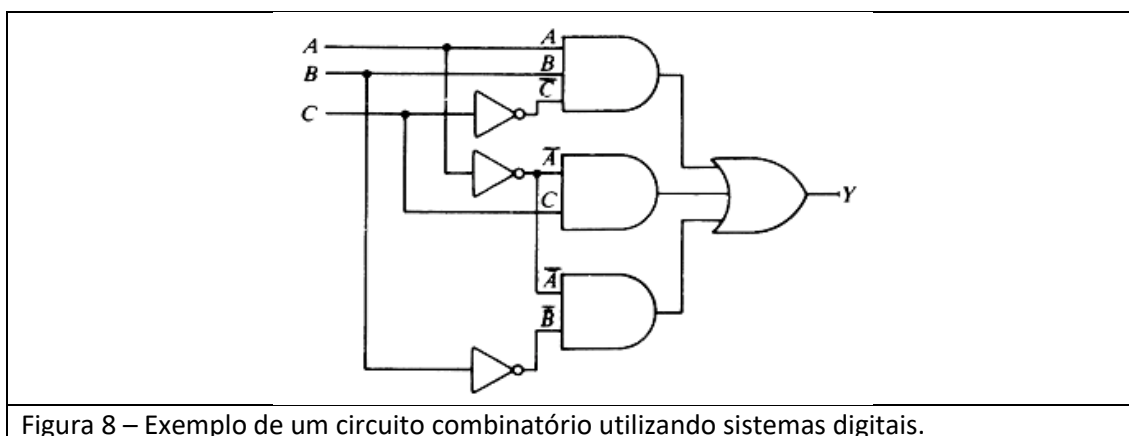 A
B
C
A
B
C̅
A̅
C
A̅
B̅
Y
Figura 8 – Exemplo de um circuito combinatório utilizando sistemas digitais.